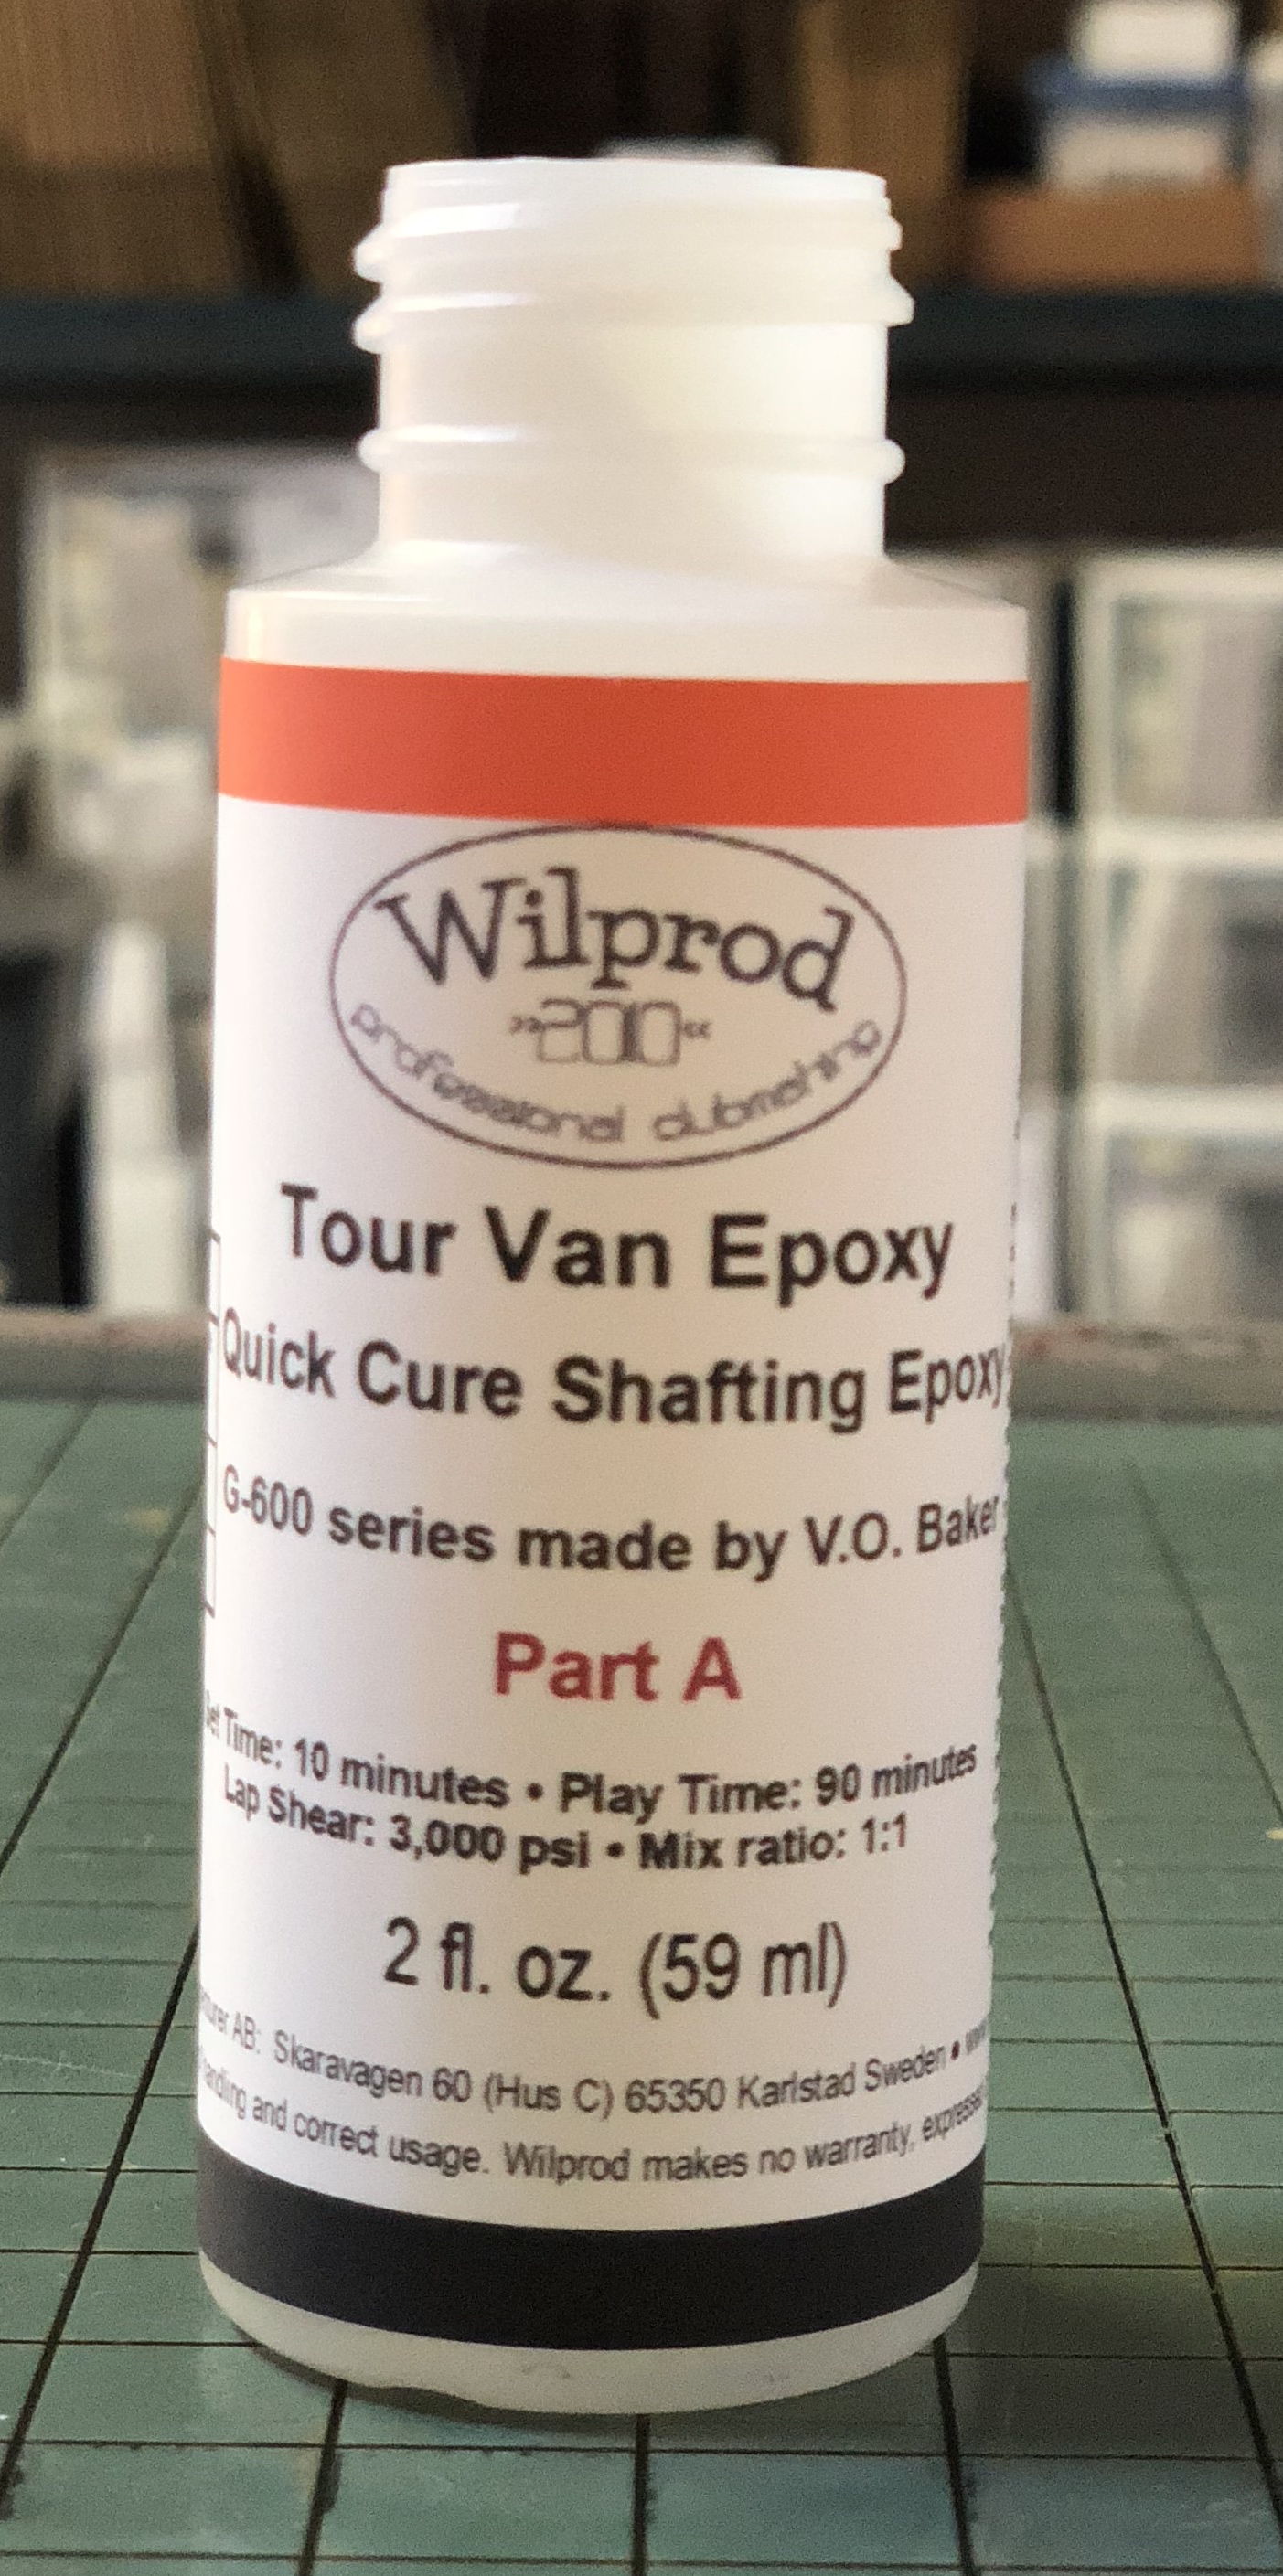 Wilprod
»2010«
professional clubmaking
Tour Van Epoxy
Quick Cure Shafting Epoxy
G-600 series made by V.O. Baker
Part A
Set Time: 10 minutes • Play Time: 90 minutes
Lap Shear: 3,000 psi • Mix ratio: 1:1
2 fl. oz. (59 ml)
AB: Skaravagen 60 (Hus C) 65350 Karlstad Sweden •
and correct usage. Wilprod makes no warranty, expressed